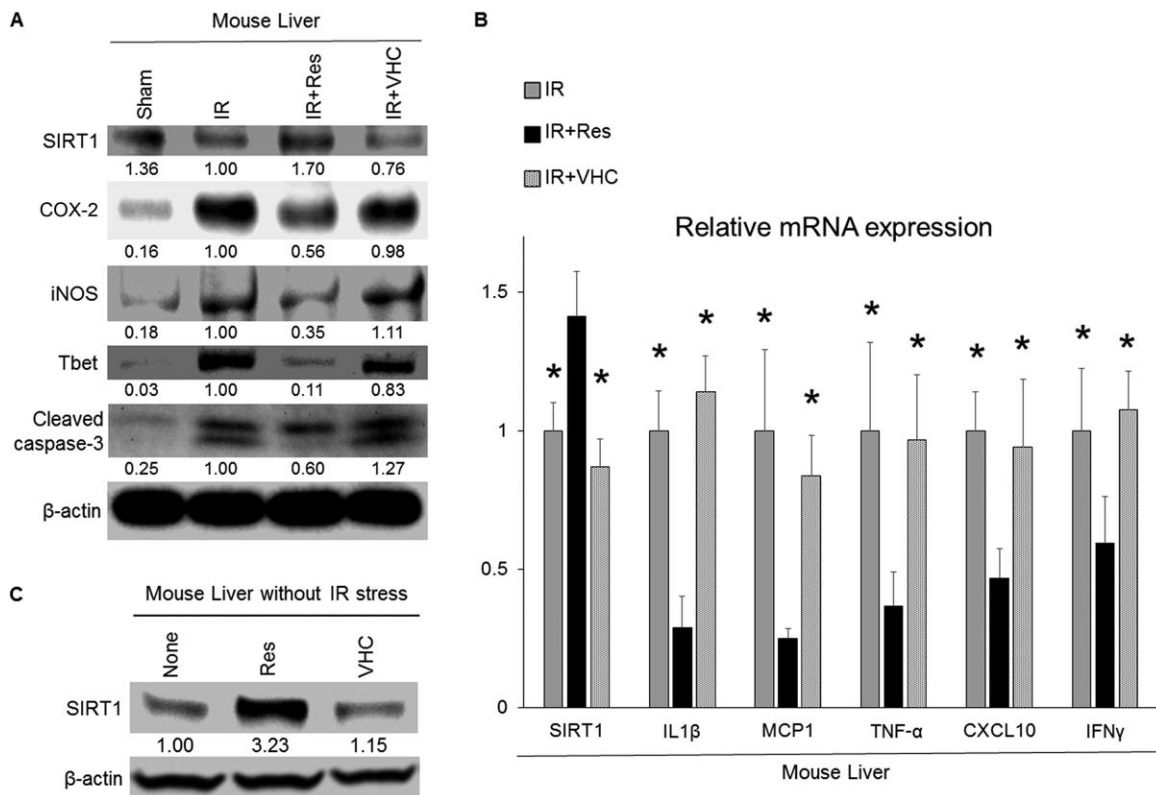 A
Mouse Liver
Sham
IR
IR+Res
IR+VHC
SIRT1
1.36 1.00 1.70 0.76
COX-2
0.16 1.00 0.56 0.98
iNOS
0.18 1.00 0.35 1.11
Tbet
0.03 1.00 0.11 0.83
Cleaved
caspase-3
0.25 1.00 0.60 1.27
β-actin
B
IR
IR+Res
IR+VHC
Relative mRNA expression
1.5
1
0.5
0
* * * * * * * * * * * *
SIRT1 IL1β MCP1 TNF-α CXCL10 IFNγ
Mouse Liver
C
Mouse Liver without IR stress
None
Res
VHC
SIRT1
1.00 3.23 1.15
β-actin